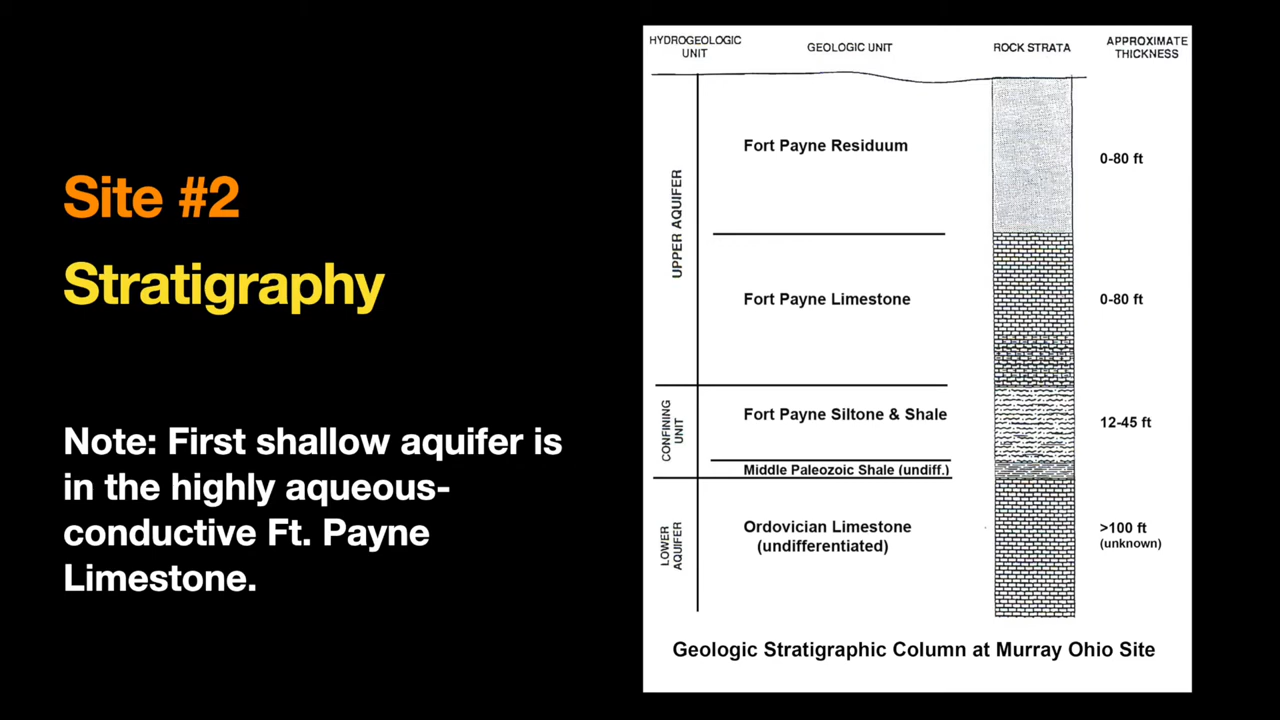 Site #2
Stratigraphy
Note: First shallow aquifer is
in the highly aqueous-
conductive Ft. Payne
Limestone.
HYDROGEOLOGIC
UNIT
GEOLOGIC UNIT
ROCK STRATA
APPROXIMATE
THICKNESS
UPPER AQUIFER
Fort Payne Residuum
0-80 ft
Fort Payne Limestone
0-80 ft
CONFINING
UNIT
Fort Payne Siltone & Shale
12-45 ft
Middle Paleozoic Shale (undiff.)
LOWER
AQUIFER
Ordovician Limestone
(undifferentiated)
>100 ft
(unknown)
Geologic Stratigraphic Column at Murray Ohio Site